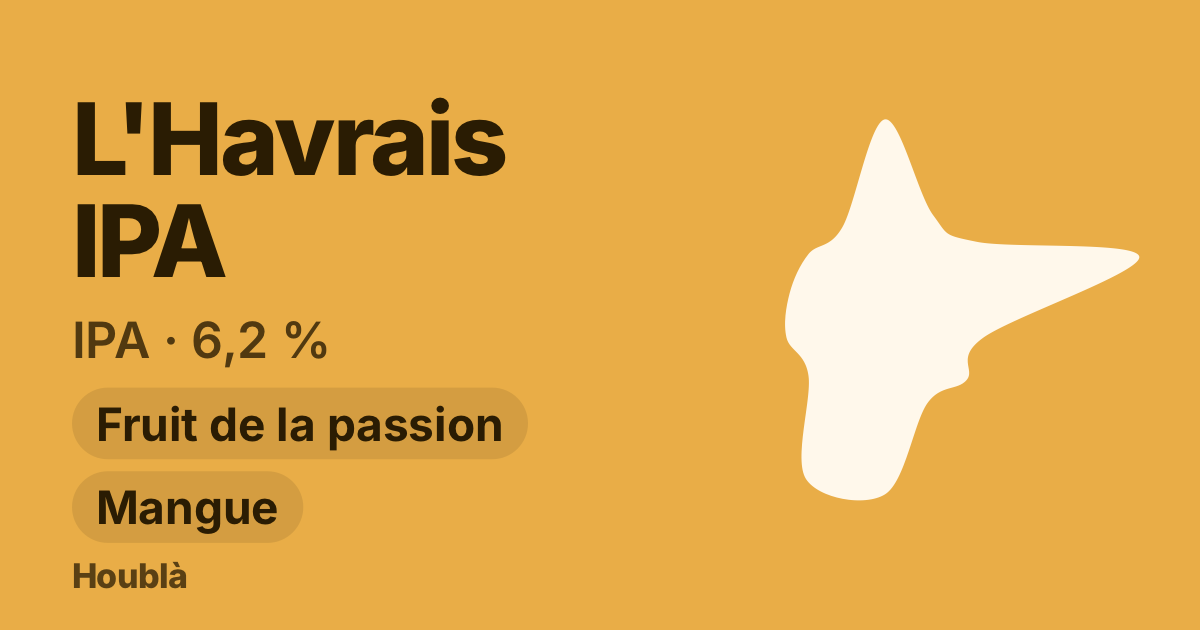 L'Havrais
IPA
IPA · 6,2 %
Fruit de la passion
Mangue
Houblà